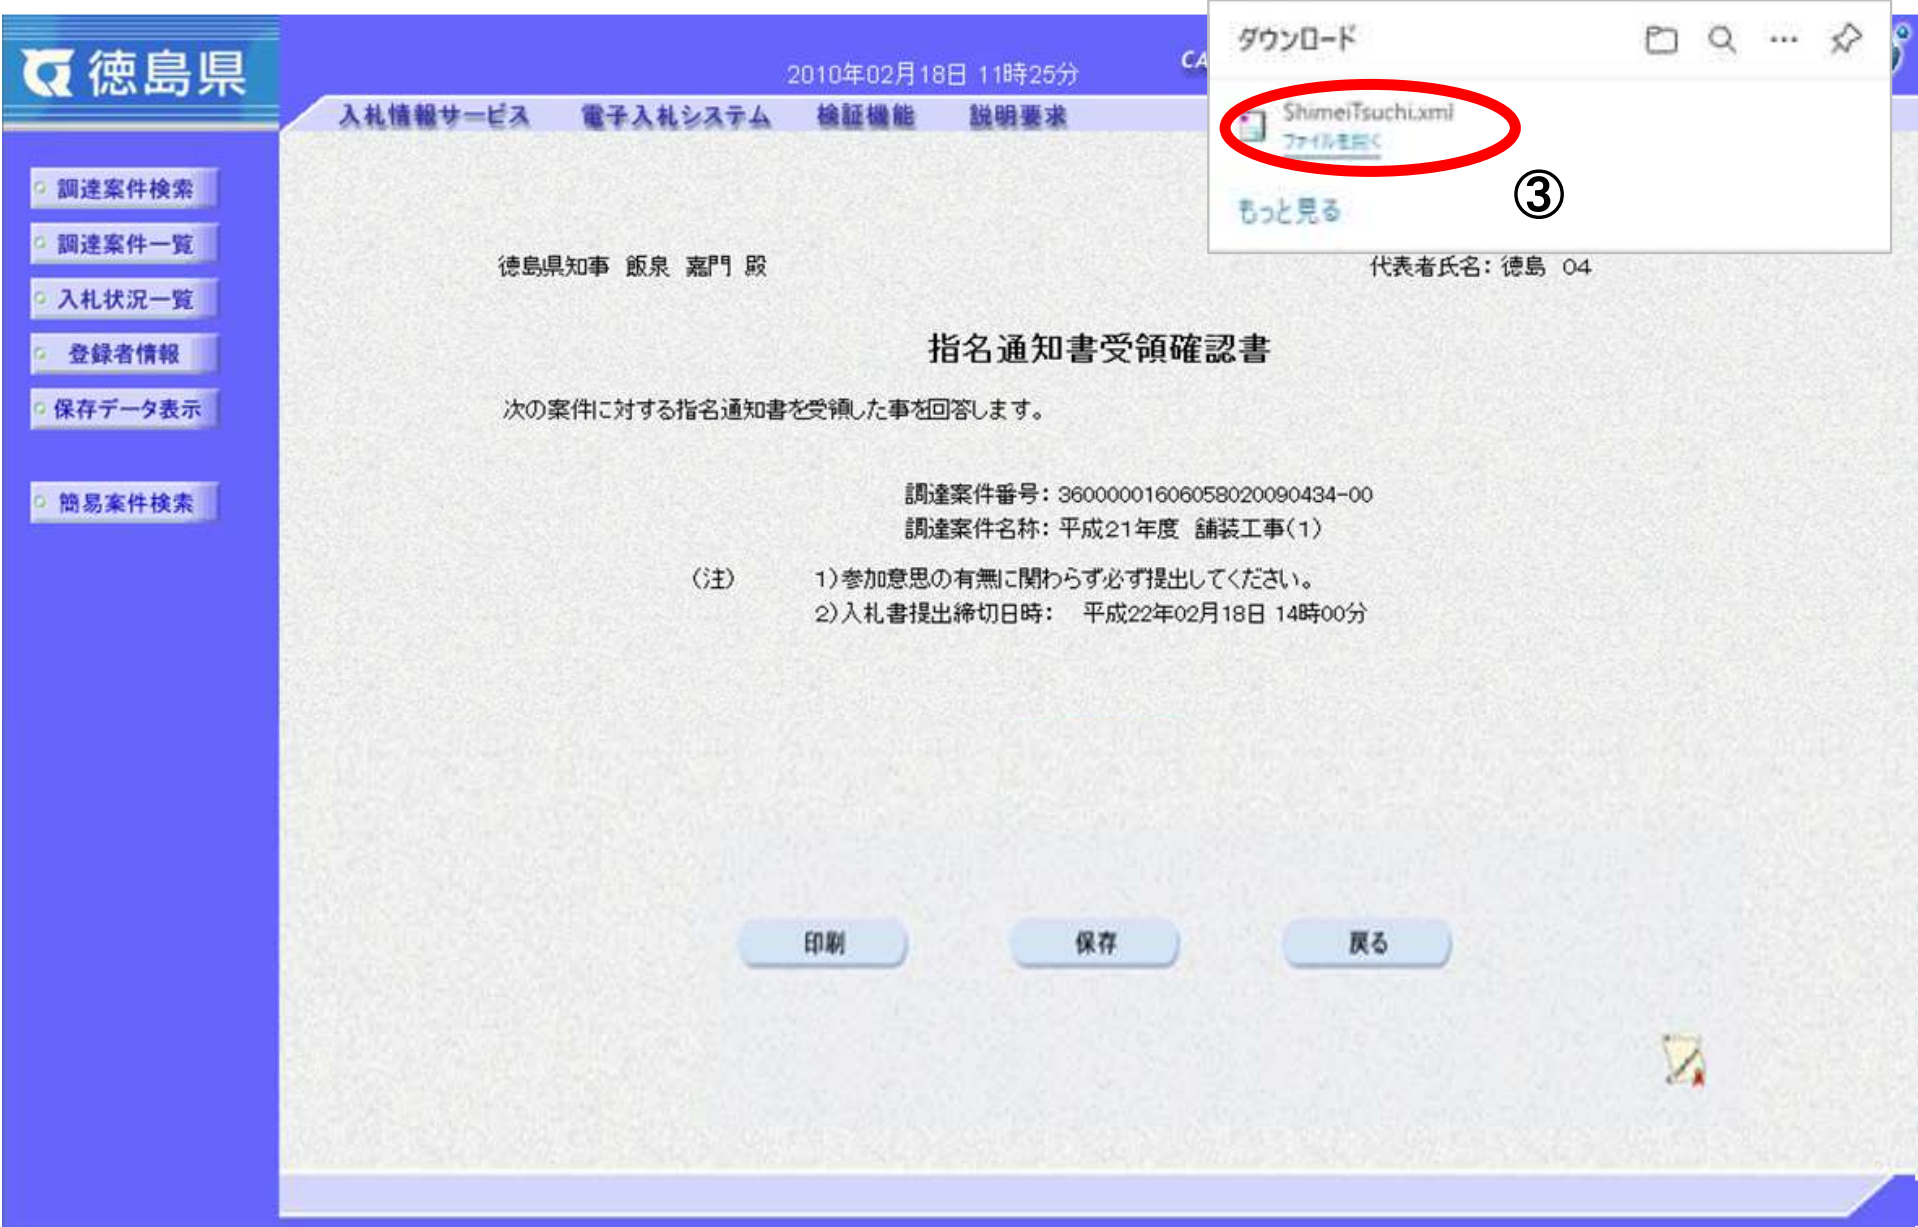 徳島県
2010年02月18日 11時25分
CA
ダウンロード
入札情報サービス 電子入札システム 検証機能 説明要求
ShimeiTsuchi.xml
ファイルを開く
③
もっと見る
調達案件検索
調達案件一覧
入札状況一覧
登録者情報
保存データ表示
簡易案件検索
徳島県知事 飯泉 嘉門 殿
代表者氏名：徳島 04
指名通知書受領確認書
次の案件に対する指名通知書を受領した事を回答します。
調達案件番号：36000001606058020090434-00
調達案件名称：平成21年度 舗装工事（1）
（注） 1）参加意思の有無に関わらず必ず提出してください。
2）入札書提出締切日時： 平成22年02月18日 14時00分
印刷 保存 戻る